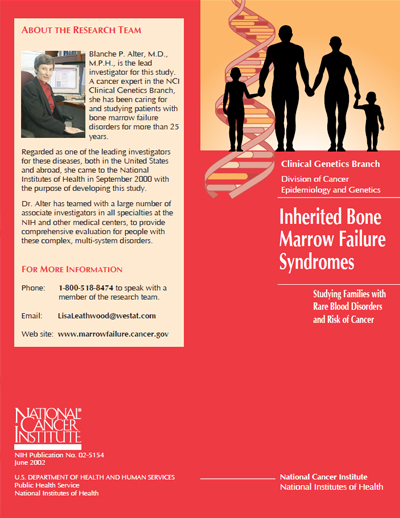 ABOUT THE RESEARCH TEAM
Blanche P. Alter, M.D.,
M.P.H., is the lead
investigator for this study.
A cancer expert in the NCI
Clinical Genetics Branch,
she has been caring for
and studying patients with
bone marrow failure
disorders for more than 25
years.
Regarded as one of the leading investigators
for these diseases, both in the United States
and abroad, she came to the National
Institutes of Health in September 2000 with
the purpose of developing this study.
Dr. Alter has teamed with a large number of
associate investigators in all specialties at the
NIH and other medical centers, to provide
comprehensive evaluation for people with
these complex, multi-system disorders.
FOR MORE INFORMATION
Phone: 1-800-518-8474 to speak with a
member of the research team.
Email: LisaLeathwood@westat.com
Web site: www.marrowfailure.cancer.gov
NATIONAL®
CANCER
INSTITUTE
NIH Publication No. 02-5154
June 2002
U.S. DEPARTMENT OF HEALTH AND HUMAN SERVICES
Public Health Service
National Institutes of Health
Clinical Genetics Branch
Division of Cancer
Epidemiology and Genetics
Inherited Bone
Marrow Failure
Syndromes
Studying Families with
Rare Blood Disorders
and Risk of Cancer
National Cancer Institute
National Institutes of Health